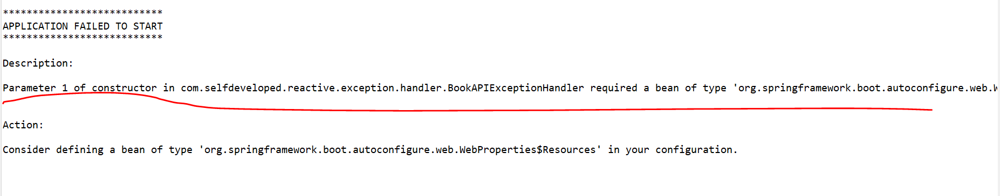 ***************************
APPLICATION FAILED TO START
***************************
Description:
Parameter 1 of constructor in com.selfdeveloped.reactive.exception.handler.BookAPIExceptionHandler required a bean of type 'org.springframework.boot.autoconfigure.web.W
Action:
Consider defining a bean of type 'org.springframework.boot.autoconfigure.web.WebProperties$Resources' in your configuration.